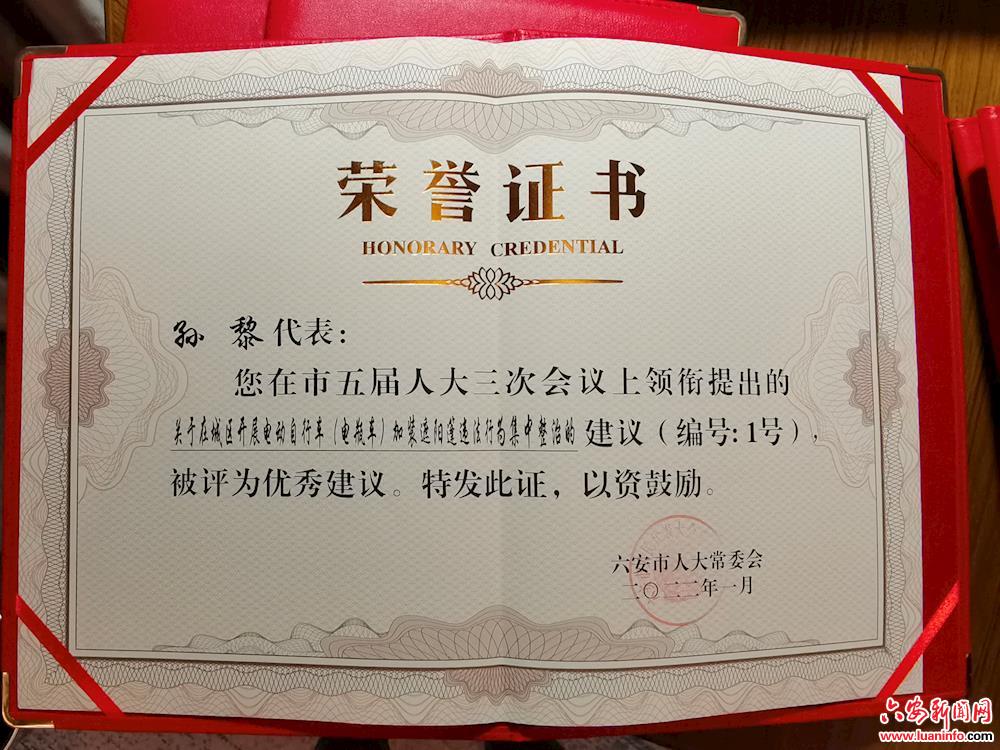 荣誉证书
HONORARY CREDENTIAL
孙 黎 代表：
您在市五届人大三次会议上领衔提出的
关于在城区开展电动自行车（电瓶车）加装遮阳蓬违法行为集中整治的 建议（编号：1号），
被评为优秀建议。特发此证，以资鼓励。
六安市人大常委会
二〇二二年一月
六安新闻网
www.luaninfo.com